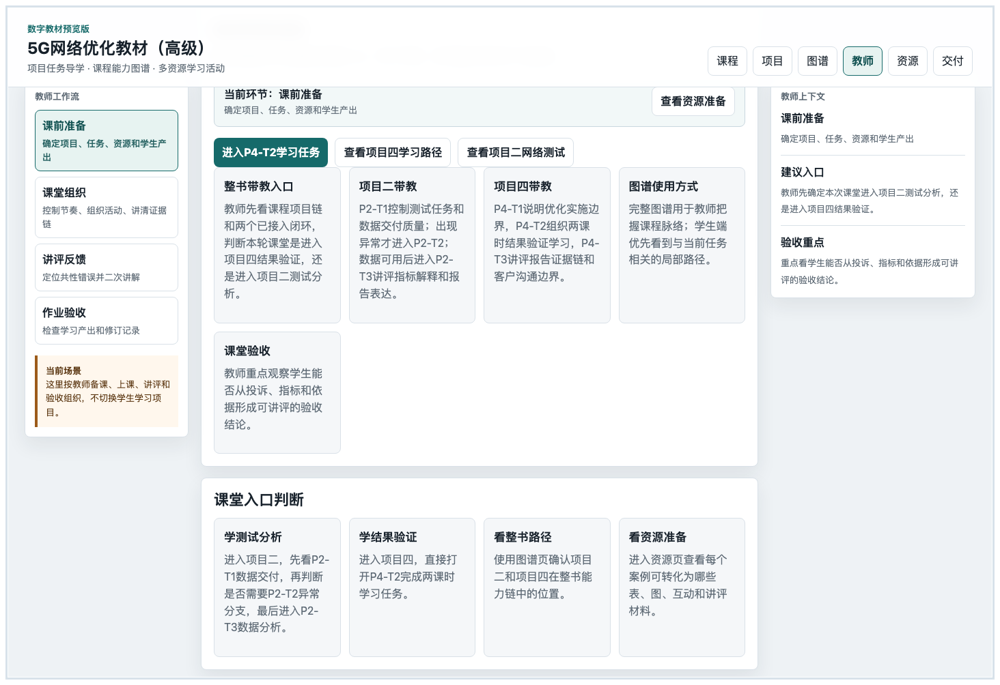 数字教材预览版
5G网络优化教材（高级）
项目任务导学 · 课程能力图谱 · 多资源学习活动
课程
项目
图谱
教师
资源
交付
教师工作流
课前准备
确定项目、任务、资源和学生产
出
课堂组织
控制节奏、组织活动、讲清证据
链
讲评反馈
定位共性错误并二次讲解
作业验收
检查学习产出和修订记录
当前场景
这里按教师备课、上课、讲评和
验收组织，不切换学生学习项
目。
当前环节：课前准备
确定项目、任务、资源和学生产出
查看资源准备
进入P4-T2学习任务
查看项目四学习路径
查看项目二网络测试
整书带教入口
教师先看课程项目链
和两个已接入闭环，
判断本轮课堂是进入
项目四结果验证，还
是进入项目二测试分
析。
项目二带教
P2-T1控制测试任务和
数据交付质量；出现
异常才进入P2-T2；
数据可用后进入P2-
T3讲评指标解释和报
告表达。
项目四带教
P4-T1说明优化实施边
界，P4-T2组织两课
时结果验证学习，P4-
T3讲评报告证据链和
客户沟通边界。
图谱使用方式
完整图谱用于教师把
握课程脉络；学生端
优先看到与当前任务
相关的局部路径。
课堂验收
教师重点观察学生能
否从投诉、指标和依
据形成可讲评的验收
结论。
课堂入口判断
学测试分析
进入项目二，先看P2-
T1数据交付，再判断
是否需要P2-T2异常
分支，最后进入P2-
T3数据分析。
学结果验证
进入项目四，直接打
开P4-T2完成两课时
学习任务。
看整书路径
使用图谱页确认项目
二和项目四在整书能
力链中的位置。
看资源准备
进入资源页查看每个
案例可转化为哪些
表、图、互动和讲评
材料。
教师上下文
课前准备
确定项目、任务、资源和学生产出
建议入口
教师先确定本次课堂进入项目二测试分析，还
是进入项目四结果验证。
验收重点
重点看学生能否从投诉、指标和依据形成可讲
评的验收结论。